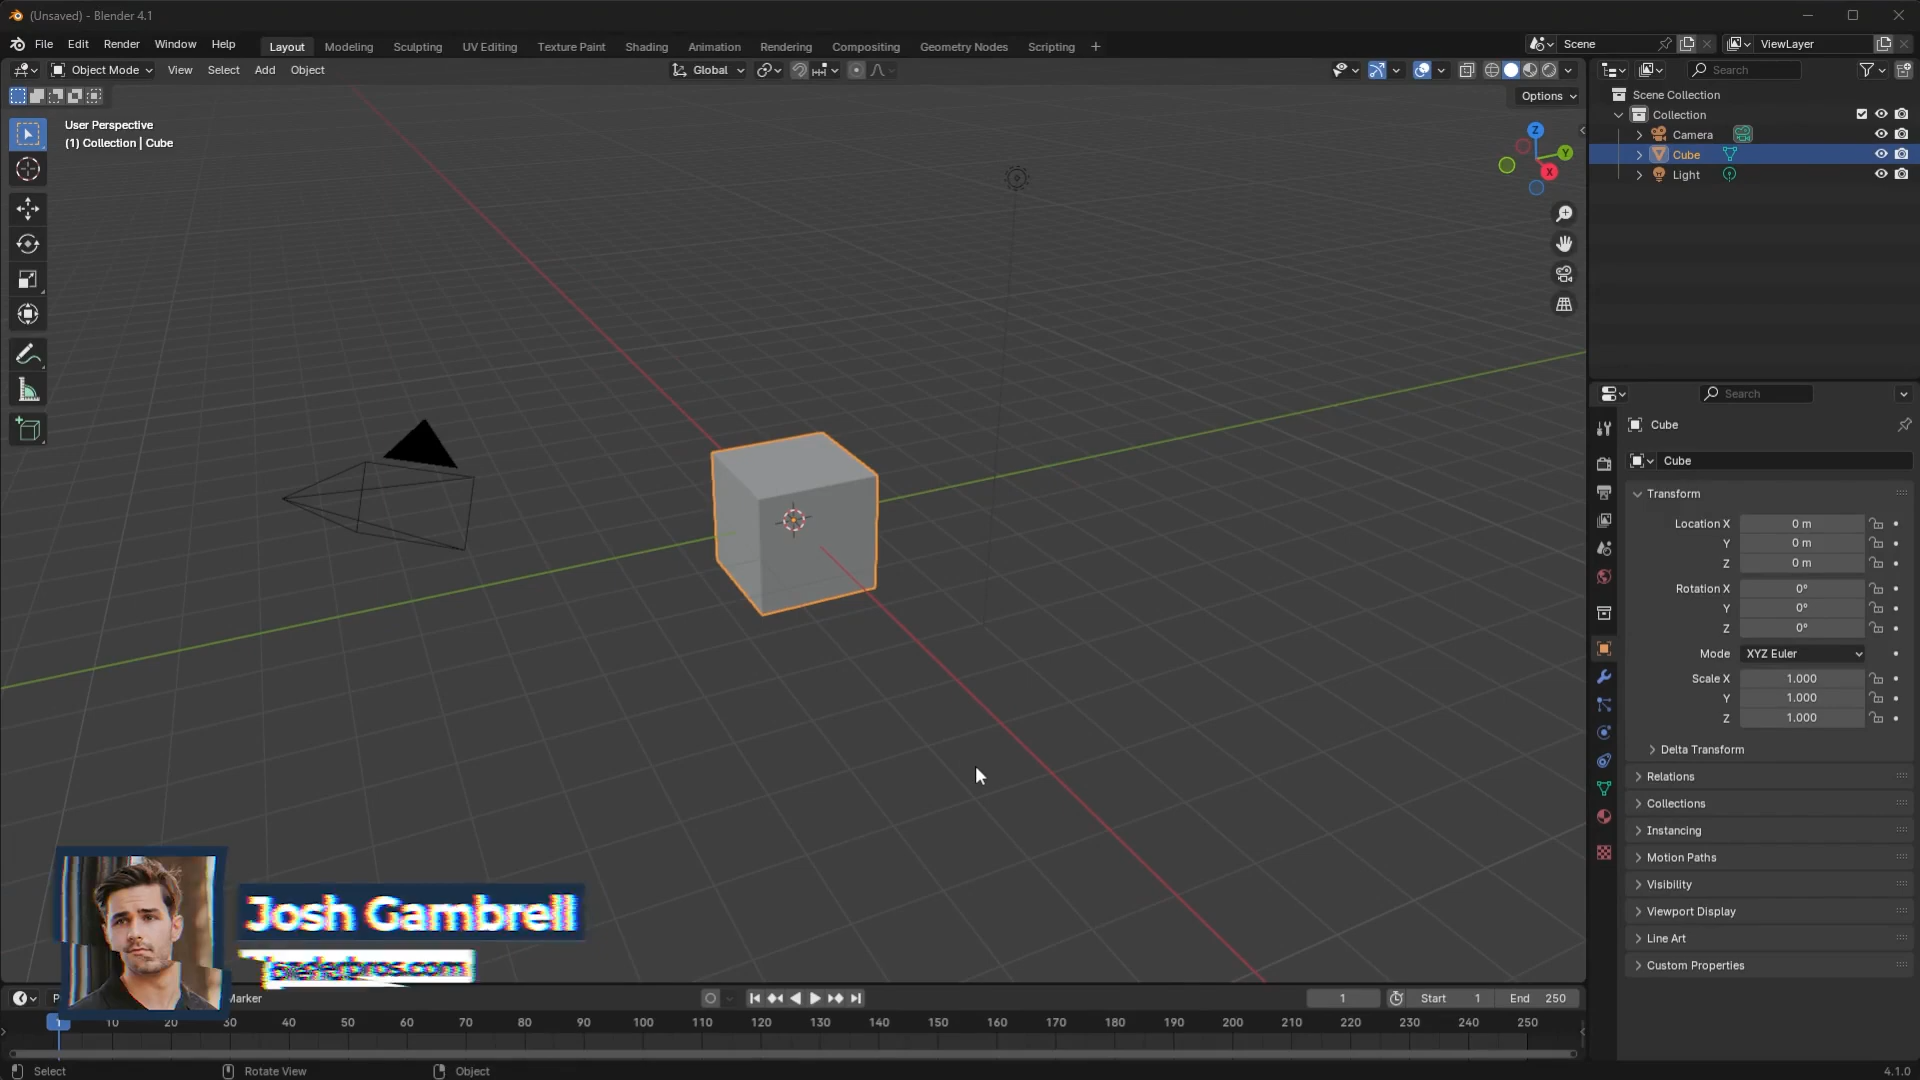 (Unsaved) - Blender 4.1
File Edit Render Window Help Layout Modeling Sculpting UV Editing Texture Paint Shading Animation Rendering Compositing Geometry Nodes Scripting + Scene ViewLayer
Object Mode View Select Add Object Global Search
Options
User Perspective
(1) Collection | Cube
Z
Y
X
Scene Collection
Collection
Camera
Cube
Light
Search
Cube
Cube
Transform
Location X 0 m
Y 0 m
Z 0 m
Rotation X 0°
Y 0°
Z 0°
Mode XYZ Euler
Scale X 1.000
Y 1.000
Z 1.000
Delta Transform
Relations
Collections
Instancing
Motion Paths
Visibility
Viewport Display
Line Art
Custom Properties
Josh Gambrell
Marker 1 Start 1 End 250
1 10 20 30 40 50 60 70 80 90 100 110 120 130 140 150 160 170 180 190 200 210 220 230 240 250
Select Rotate View Object 4.1.0